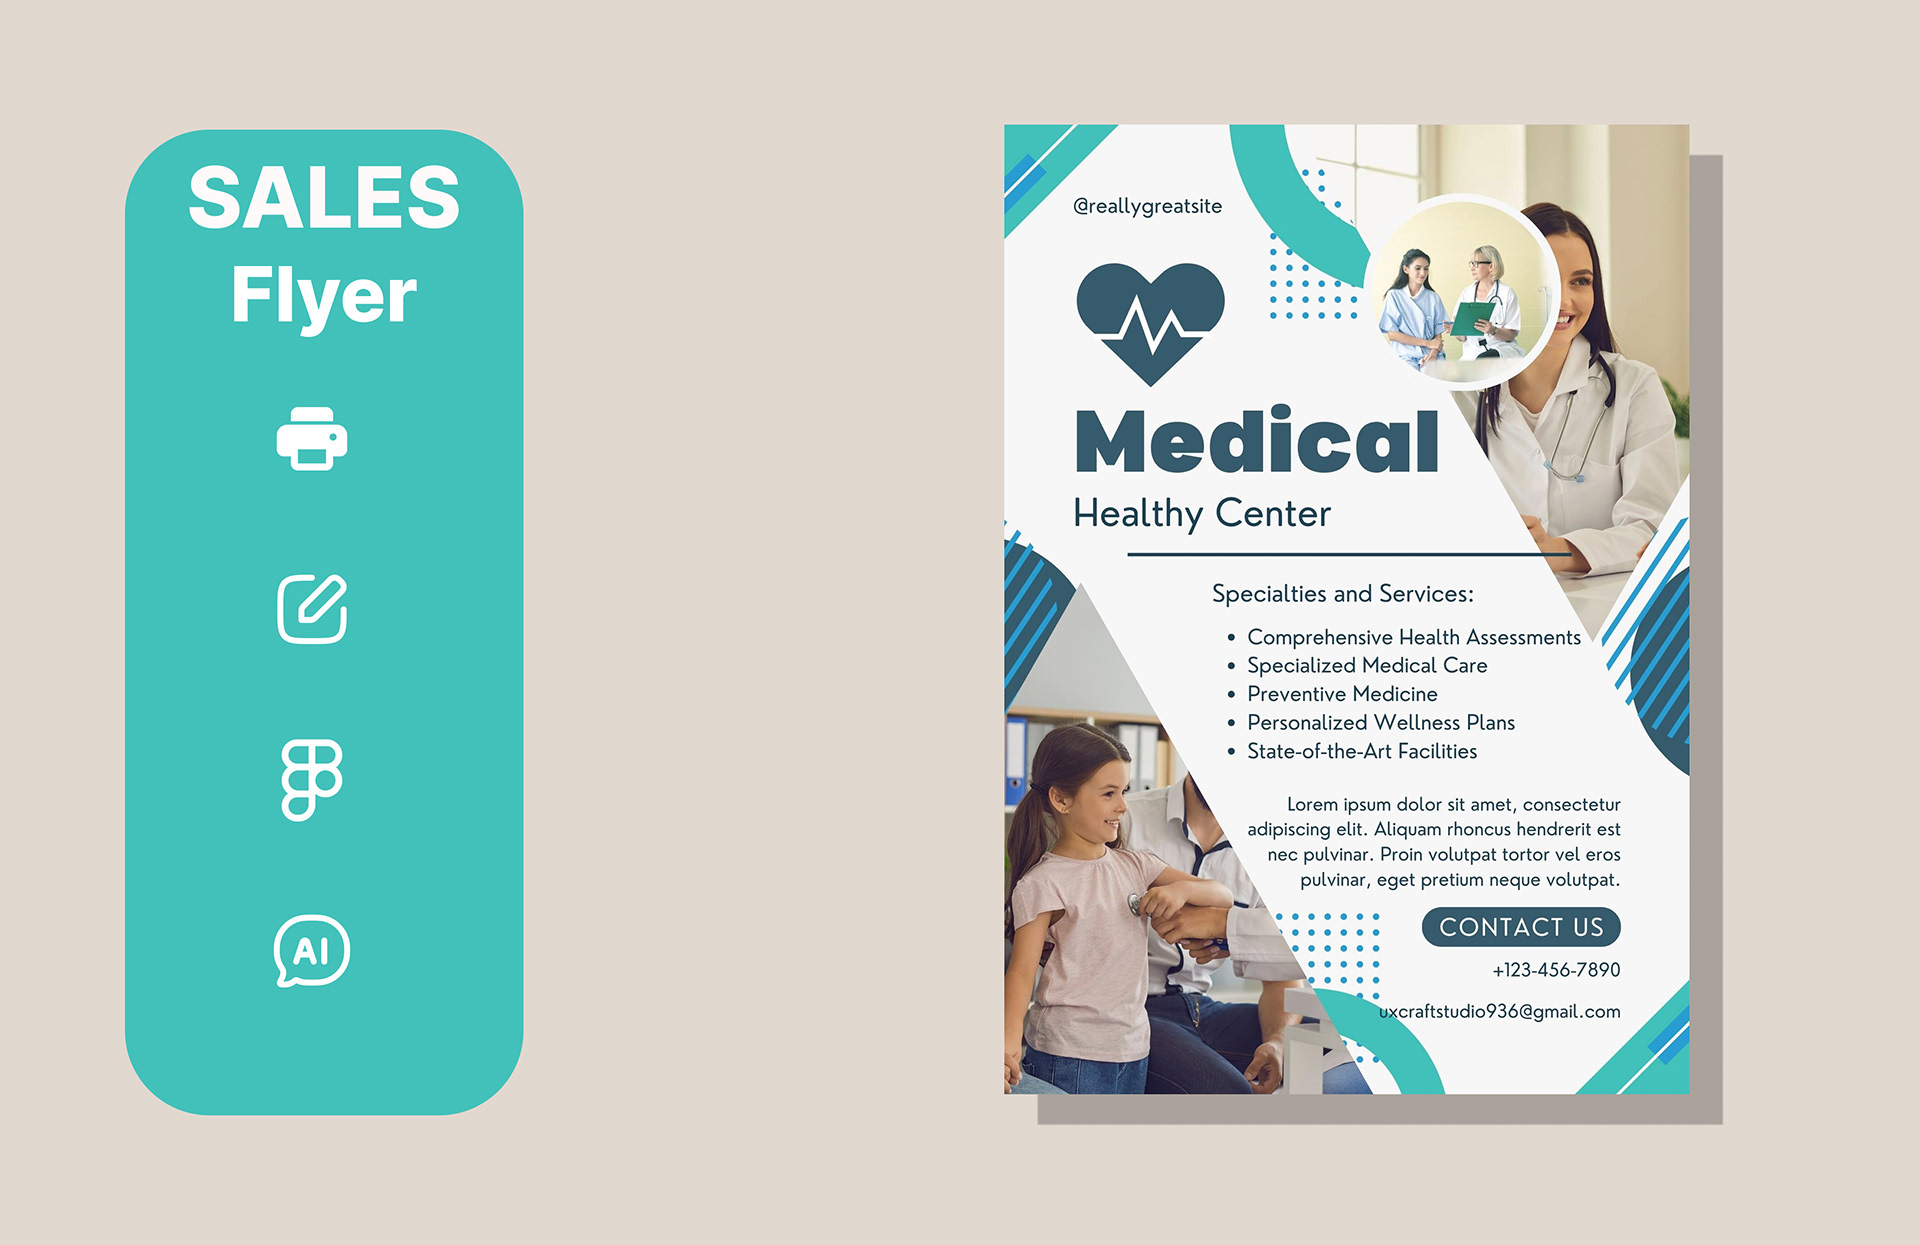 SALES
Flyer
AI
@reallygreatsite
Medical
Healthy Center
Specialties and Services:
• Comprehensive Health Assessments
• Specialized Medical Care
• Preventive Medicine
• Personalized Wellness Plans
• State-of-the-Art Facilities
Lorem ipsum dolor sit amet, consectetur
adipiscing elit. Aliquam rhoncus hendrerit est
nec pulvinar. Proin volutpat tortor vel eros
pulvinar, eget pretium neque volutpat.
CONTACT US
+123-456-7890
uxcraftstudio936@gmail.com